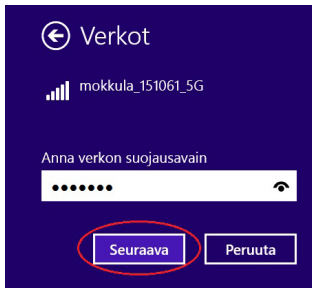 Verkot
mokkula_151061_5G
Anna verkon suojausavain
•••••••
Seuraava Peruuta